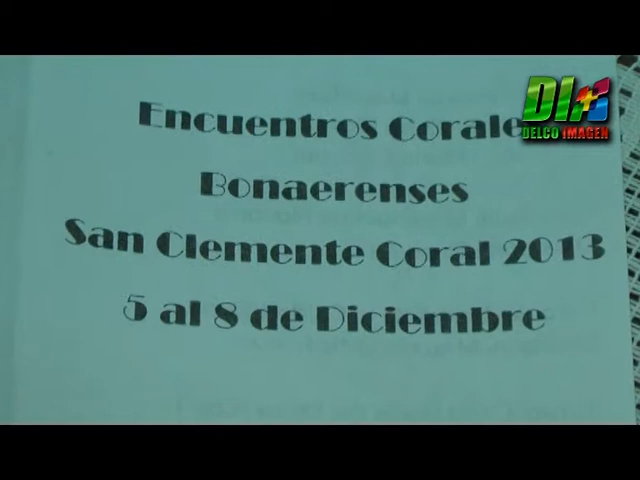 Encuentros Corale
Bonaerenses
San Clemente Coral 2013
5 al 8 de Diciembre
DI+
DELCO IMAGEN